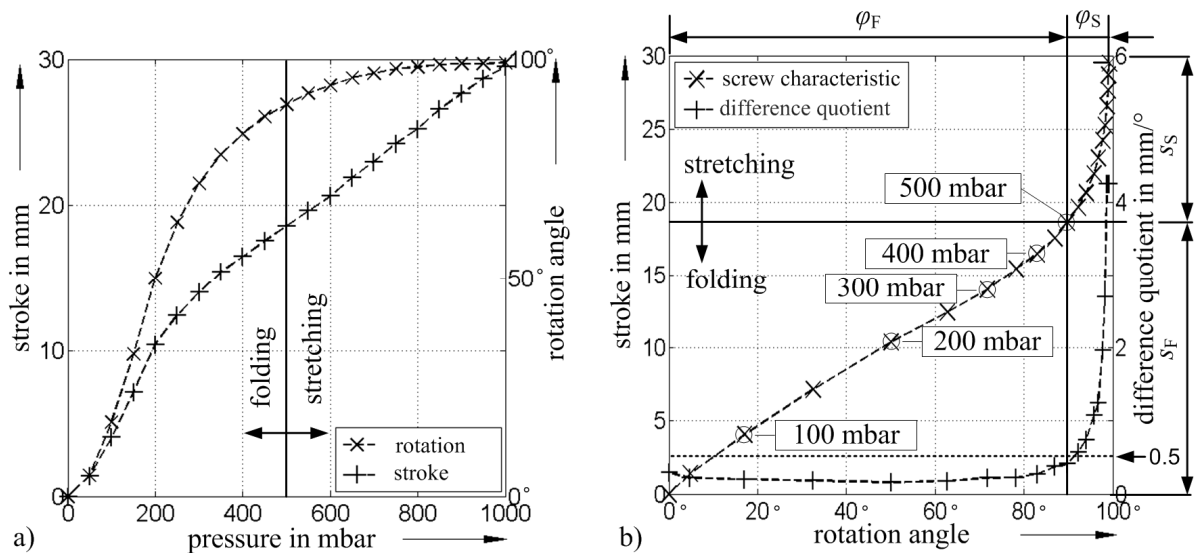 30
20
10
0
stroke in mm
100°
50°
0°
rotation angle
folding
stretching
rotation
stroke
0
200
400
600
800
1000
pressure in mbar
a)
φF
φS
30
25
20
15
10
5
0
stroke in mm
screw characteristic
difference quotient
stretching
folding
500 mbar
400 mbar
300 mbar
200 mbar
100 mbar
6
4
2
0
0.5
difference quotient in mm/°
sS
sF
0°
20°
40°
60°
80°
100°
rotation angle
b)